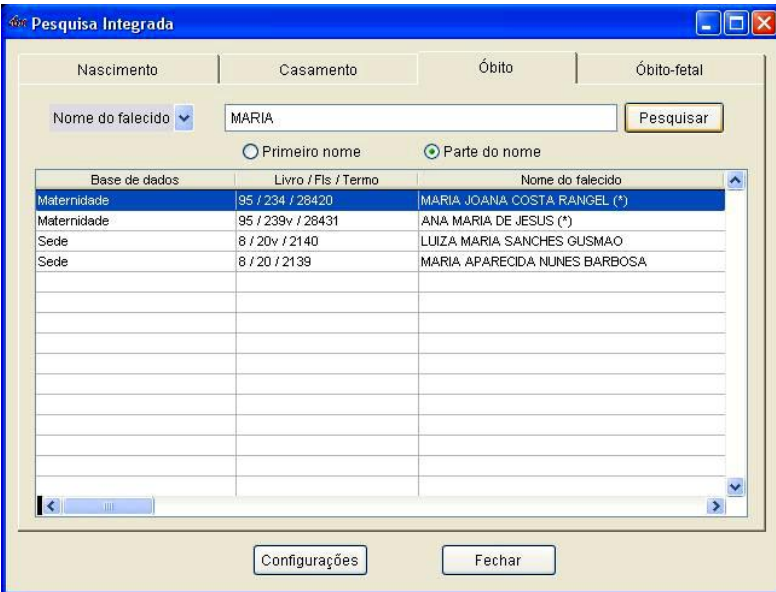 Pesquisa Integrada
Nascimento Casamento Óbito Óbito-fetal
Nome do falecido MARIA Pesquisar
Primeiro nome Parte do nome
Base de dados Livro / Fls / Termo Nome do falecido
Maternidade 95 / 234 / 28420 MARIA JOANA COSTA RANGEL (*)
Maternidade 95 / 239v / 28431 ANA MARIA DE JESUS (*)
Sede 8 / 20v / 2140 LUIZA MARIA SANCHES GUSMAO
Sede 8 / 20 / 2139 MARIA APARECIDA NUNES BARBOSA
Configurações Fechar